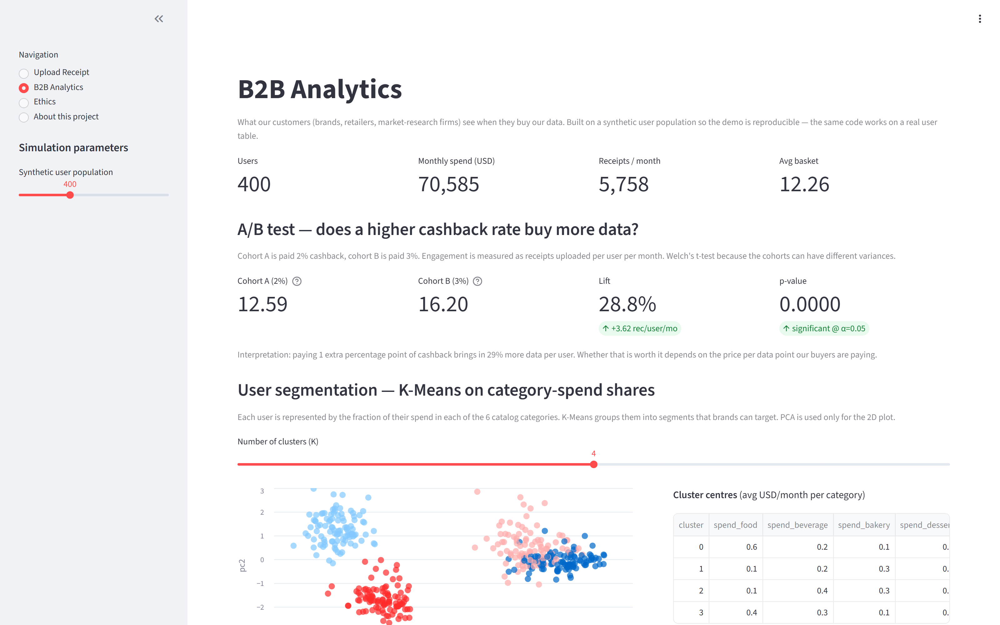 Navigation
Upload Receipt
B2B Analytics
Ethics
About this project
Simulation parameters
Synthetic user population
400
B2B Analytics
What our customers (brands, retailers, market-research firms) see when they buy our data. Built on a synthetic user population so the demo is reproducible — the same code works on a real user
table.
Users Monthly spend (USD) Receipts / month Avg basket
400 70,585 5,758 12.26
A/B test — does a higher cashback rate buy more data?
Cohort A is paid 2% cashback, cohort B is paid 3%. Engagement is measured as receipts uploaded per user per month. Welch's t-test because the cohorts can have different variances.
Cohort A (2%) Cohort B (3%) Lift p-value
12.59 16.20 28.8% 0.0000
↑ +3.62 rec/user/mo ↑ significant @ α=0.05
Interpretation: paying 1 extra percentage point of cashback brings in 29% more data per user. Whether that is worth it depends on the price per data point our buyers are paying.
User segmentation — K-Means on category-spend shares
Each user is represented by the fraction of their spend in each of the 6 catalog categories. K-Means groups them into segments that brands can target. PCA is used only for the 2D plot.
Number of clusters (K)
4
3
2
1
0
−1
−2
pc2
Cluster centres (avg USD/month per category)
cluster spend_food spend_beverage spend_bakery spend_desser
0 0.6 0.2 0.1 0.
1 0.1 0.2 0.3 0.
2 0.1 0.4 0.3 0.
3 0.4 0.3 0.1 0.